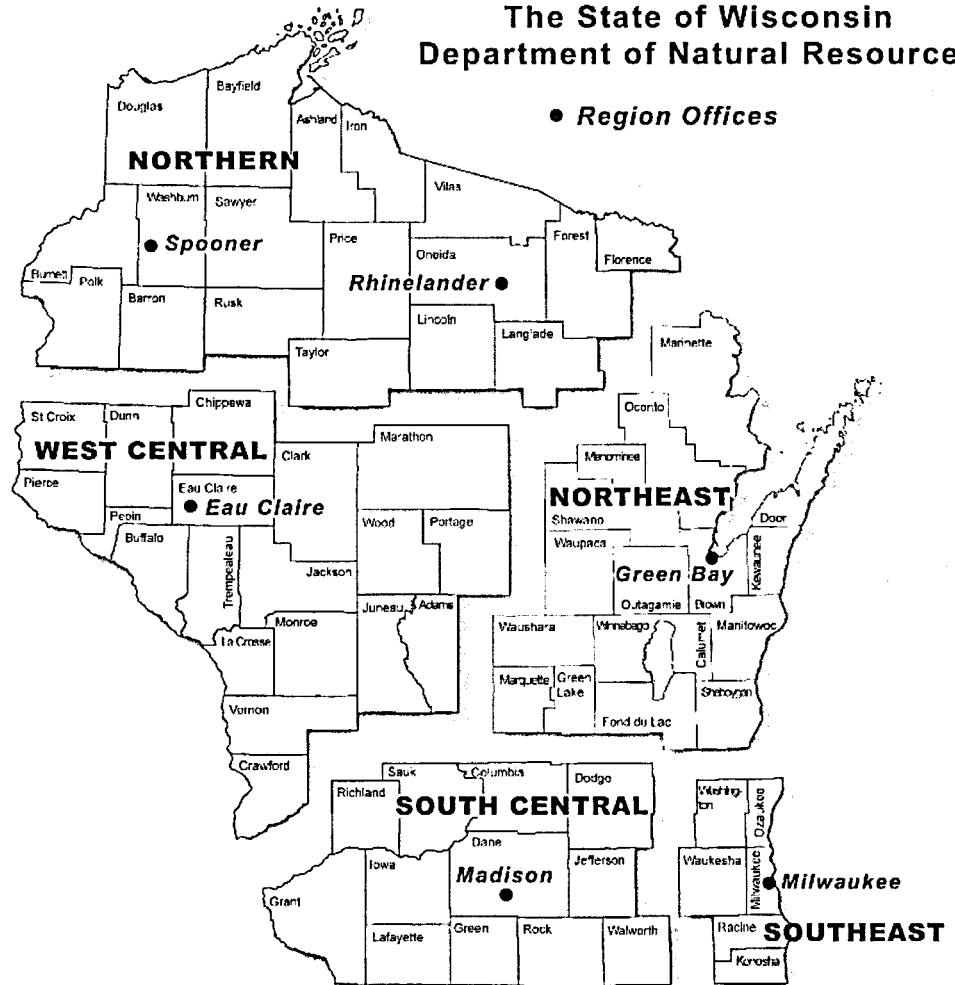 The State of Wisconsin
Department of Natural Resource
Region Offices
Bayfield
Douglas
Ashland
Iron
NORTHERN
Vilas
Washburn
Sawyer
Price
Forest
Spooner
Oneida
Florence
Burnett
Polk
Rhinelander
Barron
Rusk
Lincoln
Langlade
Taylor
Marinette
Chippewa
St Croix
Dunn
Oconto
Marathon
WEST CENTRAL
Clark
Menominee
Pierce
Eau Claire
Eau Claire
NORTHEAST
Pepin
Wood
Portage
Shawano
Door
Buffalo
Waupaca
Trempealeau
Jackson
Green Bay
Kewaunee
Juneau
Adams
Outagamie
Brown
Monroe
La Crosse
Waushara
Winnebago
Calumet
Manitowoc
Marquette
Green
Lake
Sheboygan
Vernon
Fond du Lac
Crawford
Sauk
Columbia
Dodge
Richland
SOUTH CENTRAL
Washing-
ton
Ozaukee
Dane
Iowa
Jefferson
Waukesha
Milwaukee
Madison
Milwaukee
Grant
Lafayette
Green
Rock
Walworth
Racine
SOUTHEAST
Kenosha